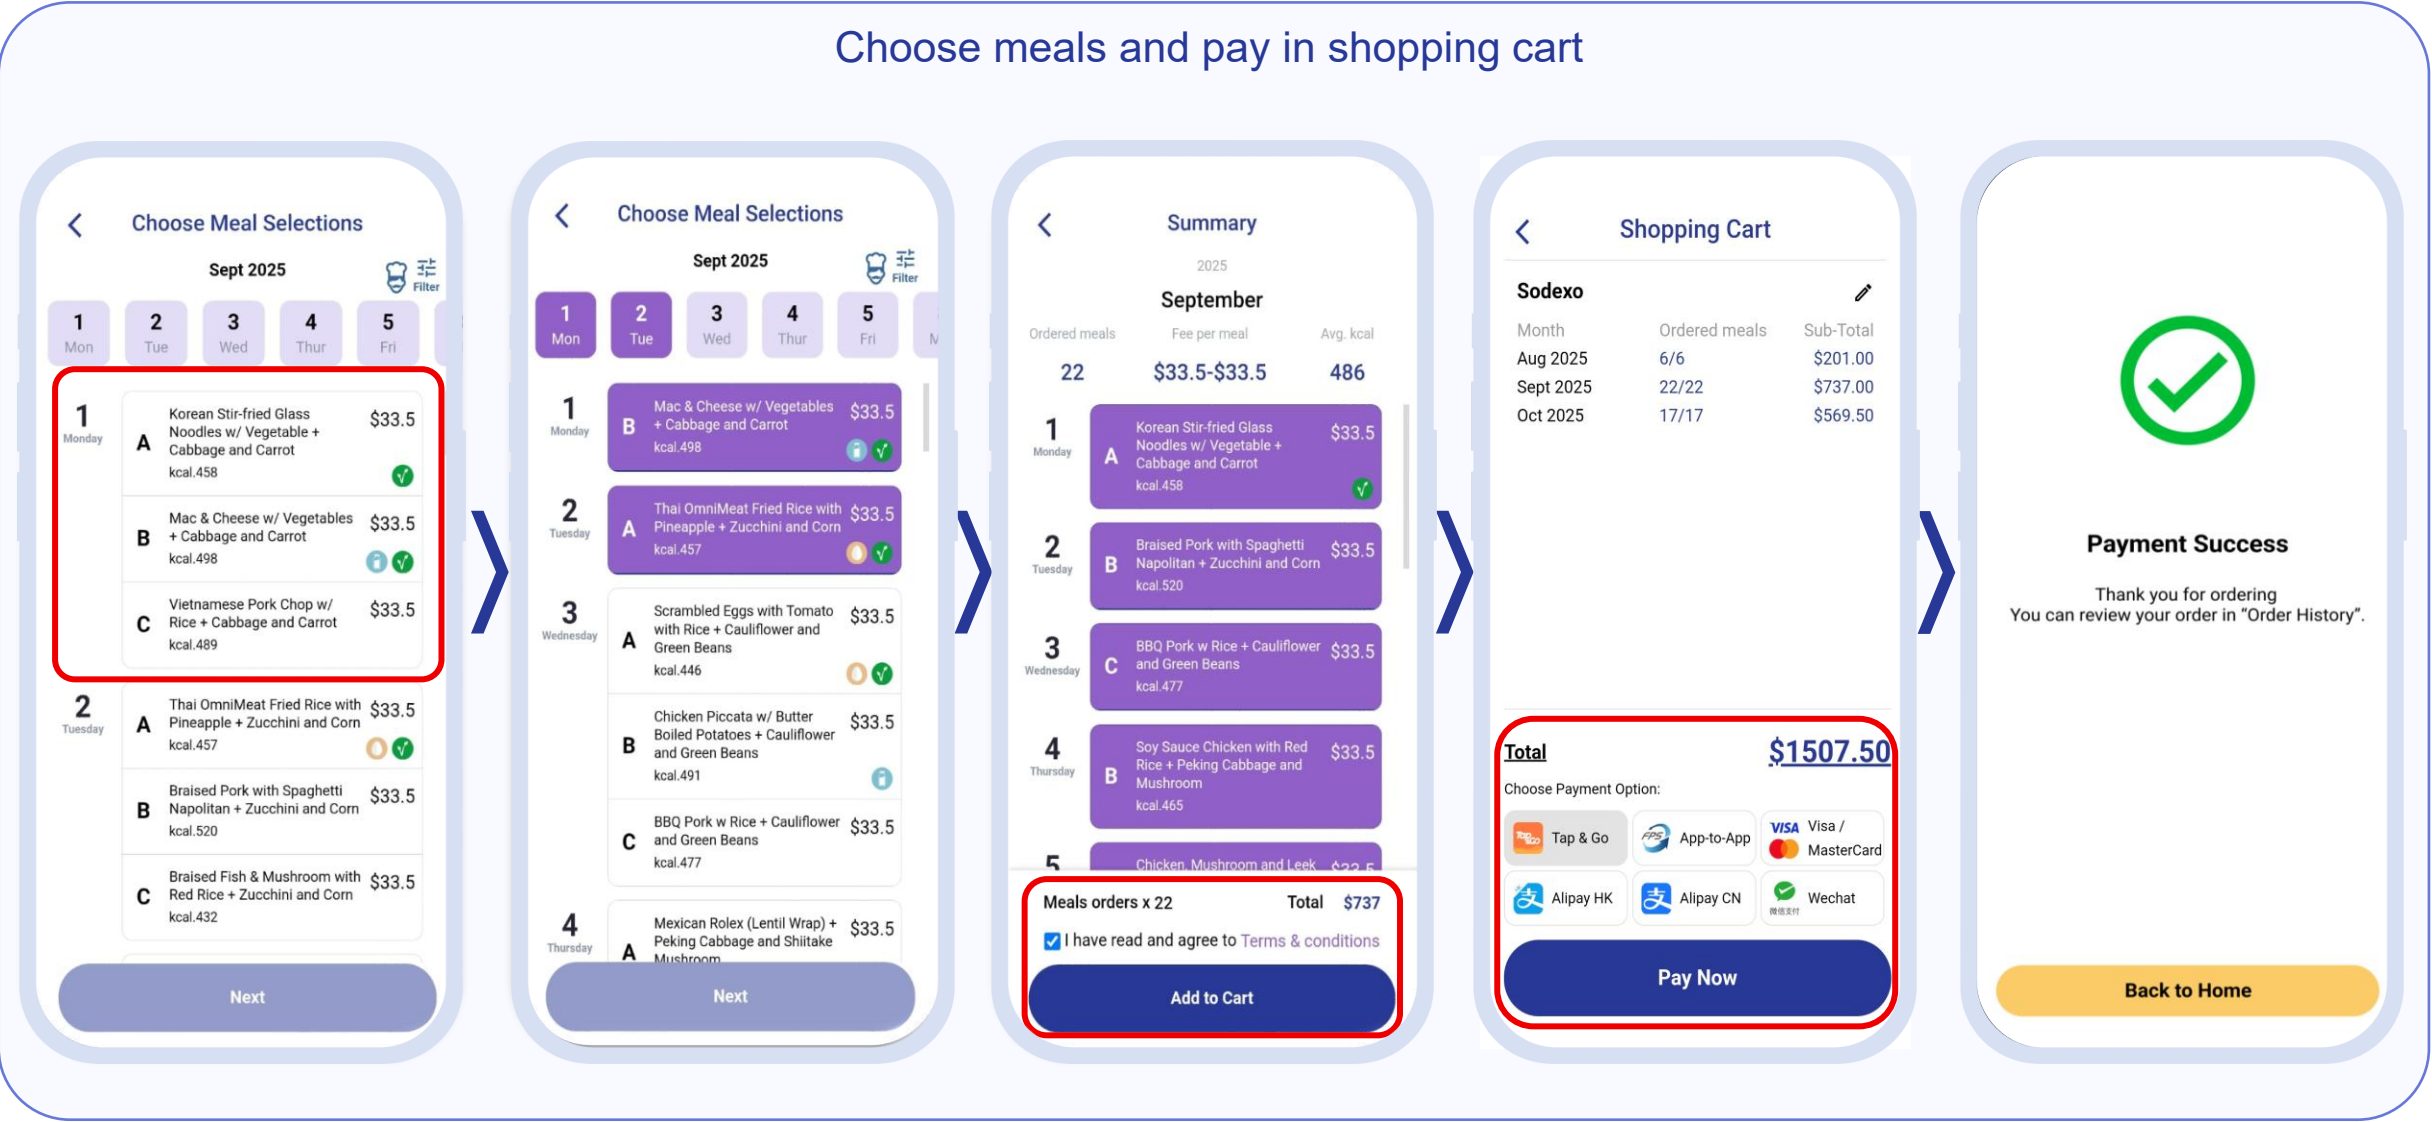 Choose meals and pay in shopping cart
Choose Meal Selections
Sept 2025
Filter
1
Mon
2
Tue
3
Wed
4
Thur
5
Fri
1
Monday
A
Korean Stir-fried Glass
Noodles w/ Vegetable +
Cabbage and Carrot
kcal.458
$33.5
B
Mac & Cheese w/ Vegetables
+ Cabbage and Carrot
kcal.498
$33.5
C
Vietnamese Pork Chop w/
Rice + Cabbage and Carrot
kcal.489
$33.5
2
Tuesday
A
Thai OmniMeat Fried Rice with
Pineapple + Zucchini and Corn
kcal.457
$33.5
B
Braised Pork with Spaghetti
Napolitan + Zucchini and Corn
kcal.520
$33.5
C
Braised Fish & Mushroom with
Red Rice + Zucchini and Corn
kcal.432
$33.5
Next
Choose Meal Selections
Sept 2025
Filter
1
Mon
2
Tue
3
Wed
4
Thur
5
Fri
M
1
Monday
B
Mac & Cheese w/ Vegetables
+ Cabbage and Carrot
kcal.498
$33.5
2
Tuesday
A
Thai OmniMeat Fried Rice with
Pineapple + Zucchini and Corn
kcal.457
$33.5
3
Wednesday
A
Scrambled Eggs with Tomato
with Rice + Cauliflower and
Green Beans
kcal.446
$33.5
B
Chicken Piccata w/ Butter
Boiled Potatoes + Cauliflower
and Green Beans
kcal.491
$33.5
C
BBQ Pork w Rice + Cauliflower
and Green Beans
kcal.477
$33.5
4
Thursday
A
Mexican Rolex (Lentil Wrap) +
Peking Cabbage and Shiitake
Mushroom
$33.5
Next
Summary
2025
September
Ordered meals
Fee per meal
Avg. kcal
22
$33.5-$33.5
486
1
Monday
A
Korean Stir-fried Glass
Noodles w/ Vegetable +
Cabbage and Carrot
kcal.458
$33.5
2
Tuesday
B
Braised Pork with Spaghetti
Napolitan + Zucchini and Corn
kcal.520
$33.5
3
Wednesday
C
BBQ Pork w Rice + Cauliflower
and Green Beans
kcal.477
$33.5
4
Thursday
B
Soy Sauce Chicken with Red
Rice + Peking Cabbage and
Mushroom
kcal.465
$33.5
5
Chicken, Mushroom and Leek
$33.5
Meals orders x 22
Total $737
I have read and agree to Terms & conditions
Add to Cart
Shopping Cart
Sodexo
Month Ordered meals Sub-Total
Aug 2025 6/6 $201.00
Sept 2025 22/22 $737.00
Oct 2025 17/17 $569.50
Total $1507.50
Choose Payment Option:
Tap & Go
Tap & Go
FPS
App-to-App
VISA
Visa /
MasterCard
支
Alipay HK
支
Alipay CN
微信支付
Wechat
Pay Now
Payment Success
Thank you for ordering
You can review your order in “Order History”.
Back to Home